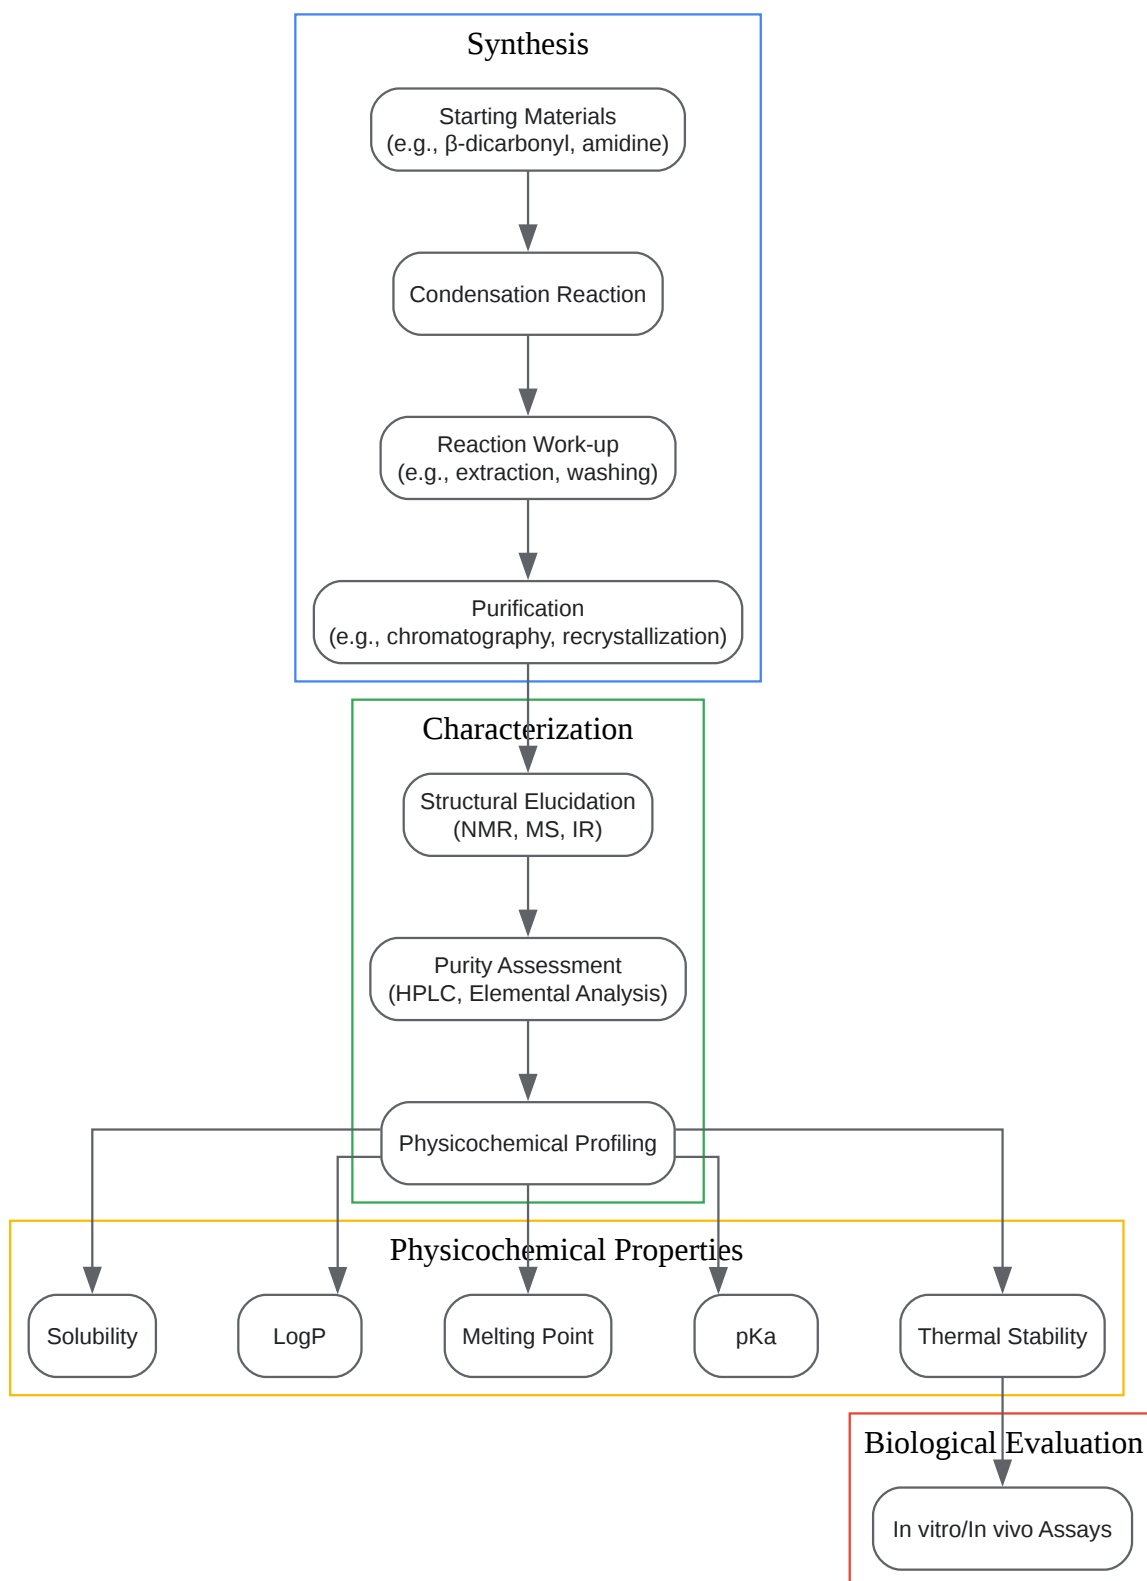 Synthesis
Starting Materials
(e.g., β-dicarbonyl, amidine)
Condensation Reaction
Reaction Work-up
(e.g., extraction, washing)
Purification
(e.g., chromatography, recrystallization)
Characterization
Structural Elucidation
(NMR, MS, IR)
Purity Assessment
(HPLC, Elemental Analysis)
Physicochemical Profiling
Physicochemical Properties
Solubility
LogP
Melting Point
pKa
Thermal Stability
Biological Evaluation
In vitro/In vivo Assays